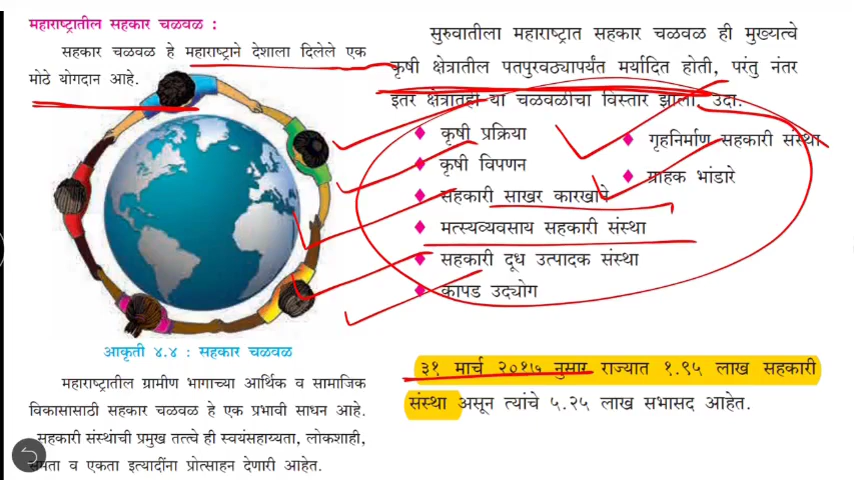 महाराष्ट्रातील सहकार चळवळ :
सहकार चळवळ हे महाराष्ट्राने देशाला दिलेले एक
मोठे योगदान आहे.
आकृती ४.४ : सहकार चळवळ
महाराष्ट्रातील ग्रामीण भागाच्या आर्थिक व सामाजिक
विकासासाठी सहकार चळवळ हे एक प्रभावी साधन आहे.
सहकारी संस्थांची प्रमुख तत्त्वे ही स्वयंसहाय्यता, लोकशाही,
समता व एकता इत्यादींना प्रोत्साहन देणारी आहेत.
सुरुवातीला महाराष्ट्रात सहकार चळवळ ही मुख्यत्वे
कृषी क्षेत्रातील पतपुरवठ्यापर्यंत मर्यादित होती, परंतु नंतर
इतर क्षेत्रातही या चळवळीचा विस्तार झाला. उदा.
♦ कृषी प्रक्रिया
♦ कृषी विपणन
♦ सहकारी साखर कारखाने
♦ मत्स्यव्यवसाय सहकारी संस्था
♦ सहकारी दूध उत्पादक संस्था
♦ कापड उद्योग
♦ गृहनिर्माण सहकारी संस्था
♦ ग्राहक भांडारे
३१ मार्च २०१७ नुसार राज्यात १.९५ लाख सहकारी
संस्था असून त्यांचे ५.२५ लाख सभासद आहेत.